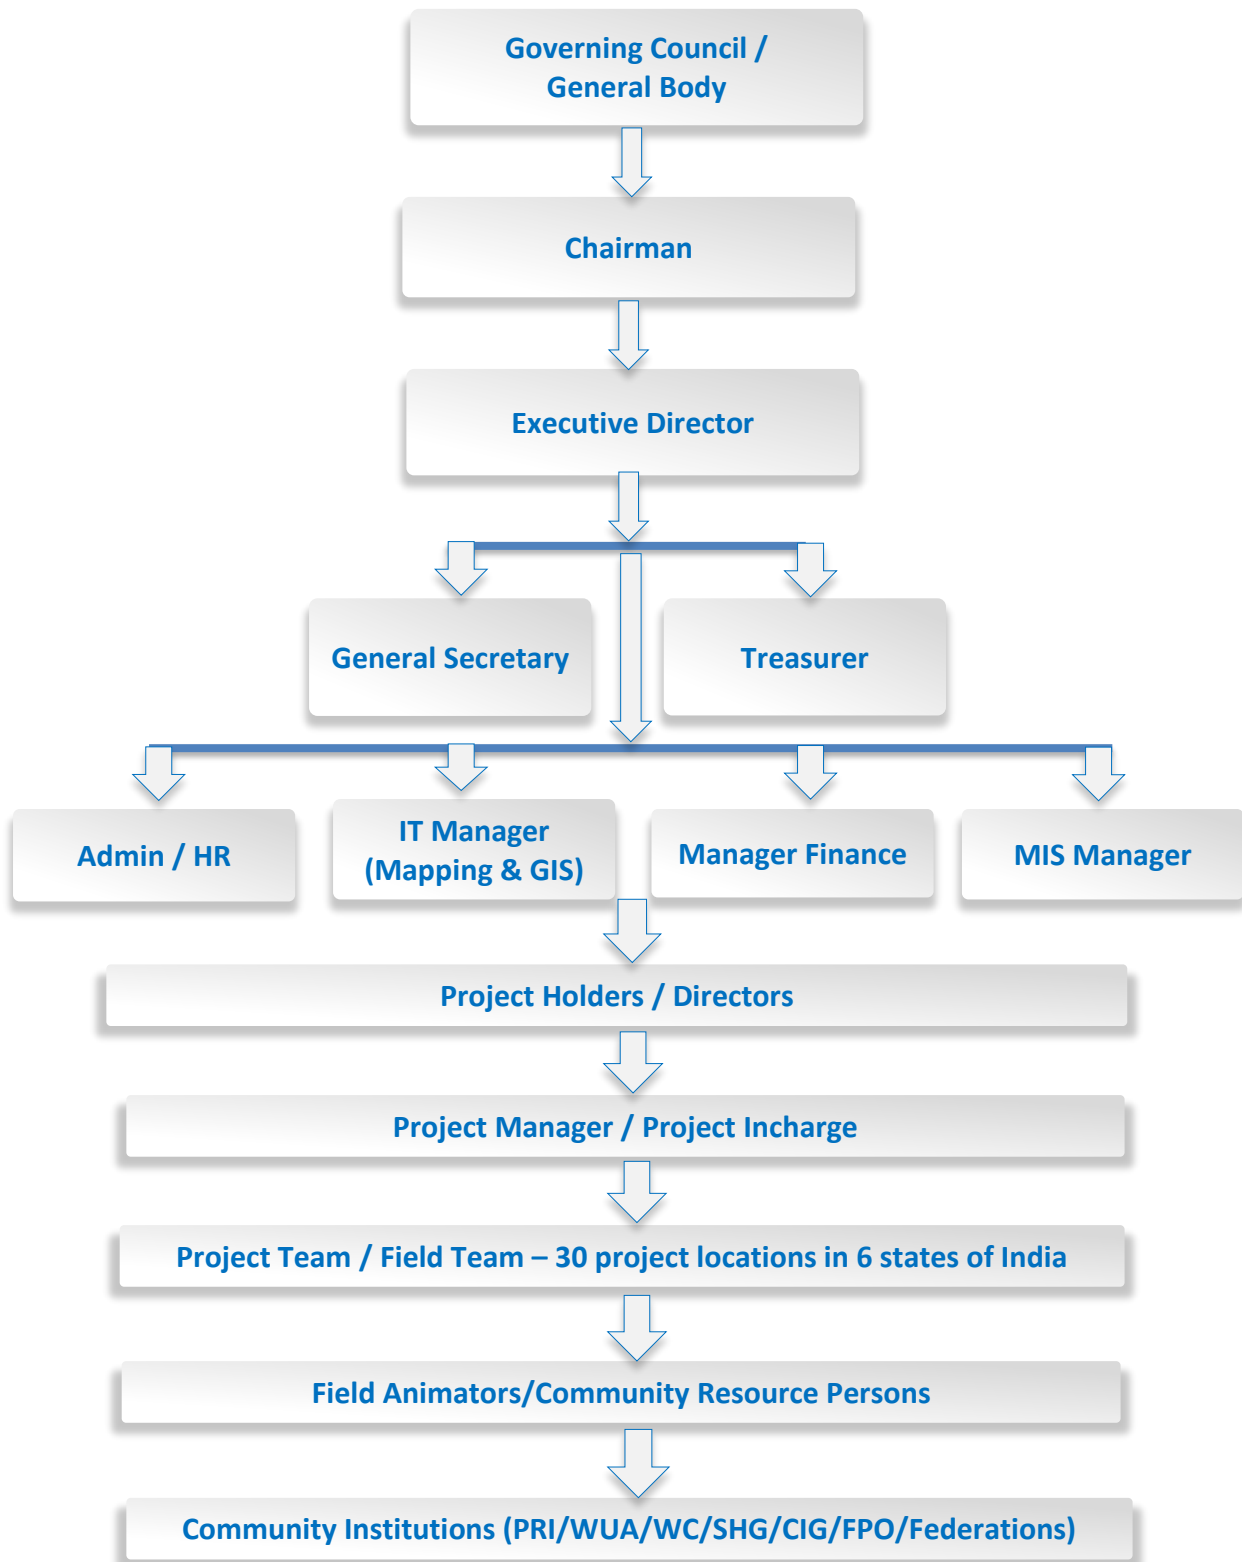 Governing Council /
General Body
Chairman
Executive Director
General Secretary
Treasurer
Admin / HR
IT Manager
(Mapping & GIS)
Manager Finance
MIS Manager
Project Holders / Directors
Project Manager / Project Incharge
Project Team / Field Team – 30 project locations in 6 states of India
Field Animators/Community Resource Persons
Community Institutions (PRI/WUA/WC/SHG/CIG/FPO/Federations)